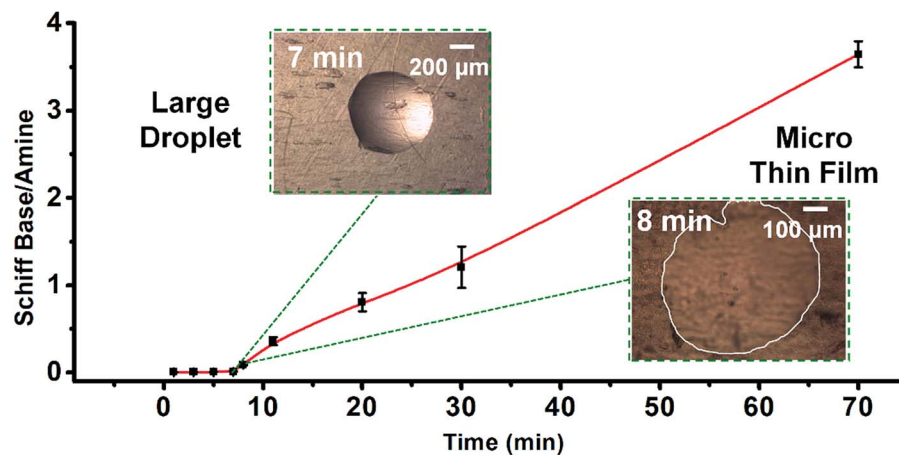 4
3
2
1
0
Schiff Base/Amine
Large
Droplet
7 min
200 µm
Micro
Thin Film
8 min
100 µm
0 10 20 30 40 50 60 70
Time (min)